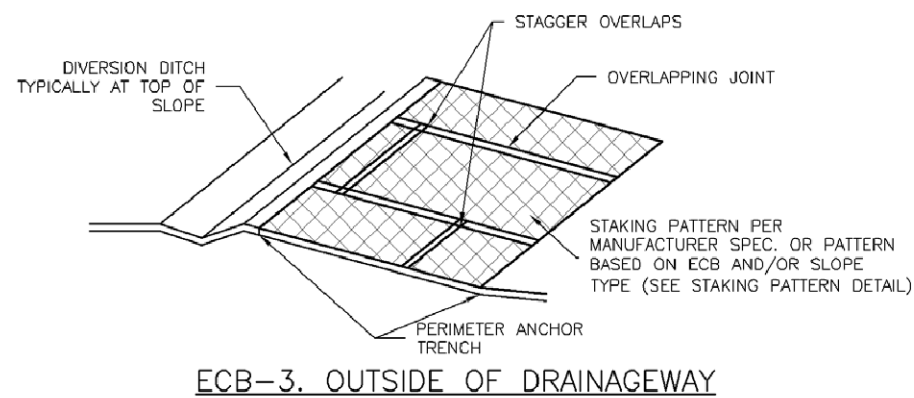 STAGGER OVERLAPS
DIVERSION DITCH
TYPICALLY AT TOP OF
SLOPE
OVERLAPPING JOINT
STAKING PATTERN PER
MANUFACTURER SPEC. OR PATTERN
BASED ON ECB AND/OR SLOPE
TYPE (SEE STAKING PATTERN DETAIL)
PERIMETER ANCHOR
TRENCH
ECB-3. OUTSIDE OF DRAINAGEWAY